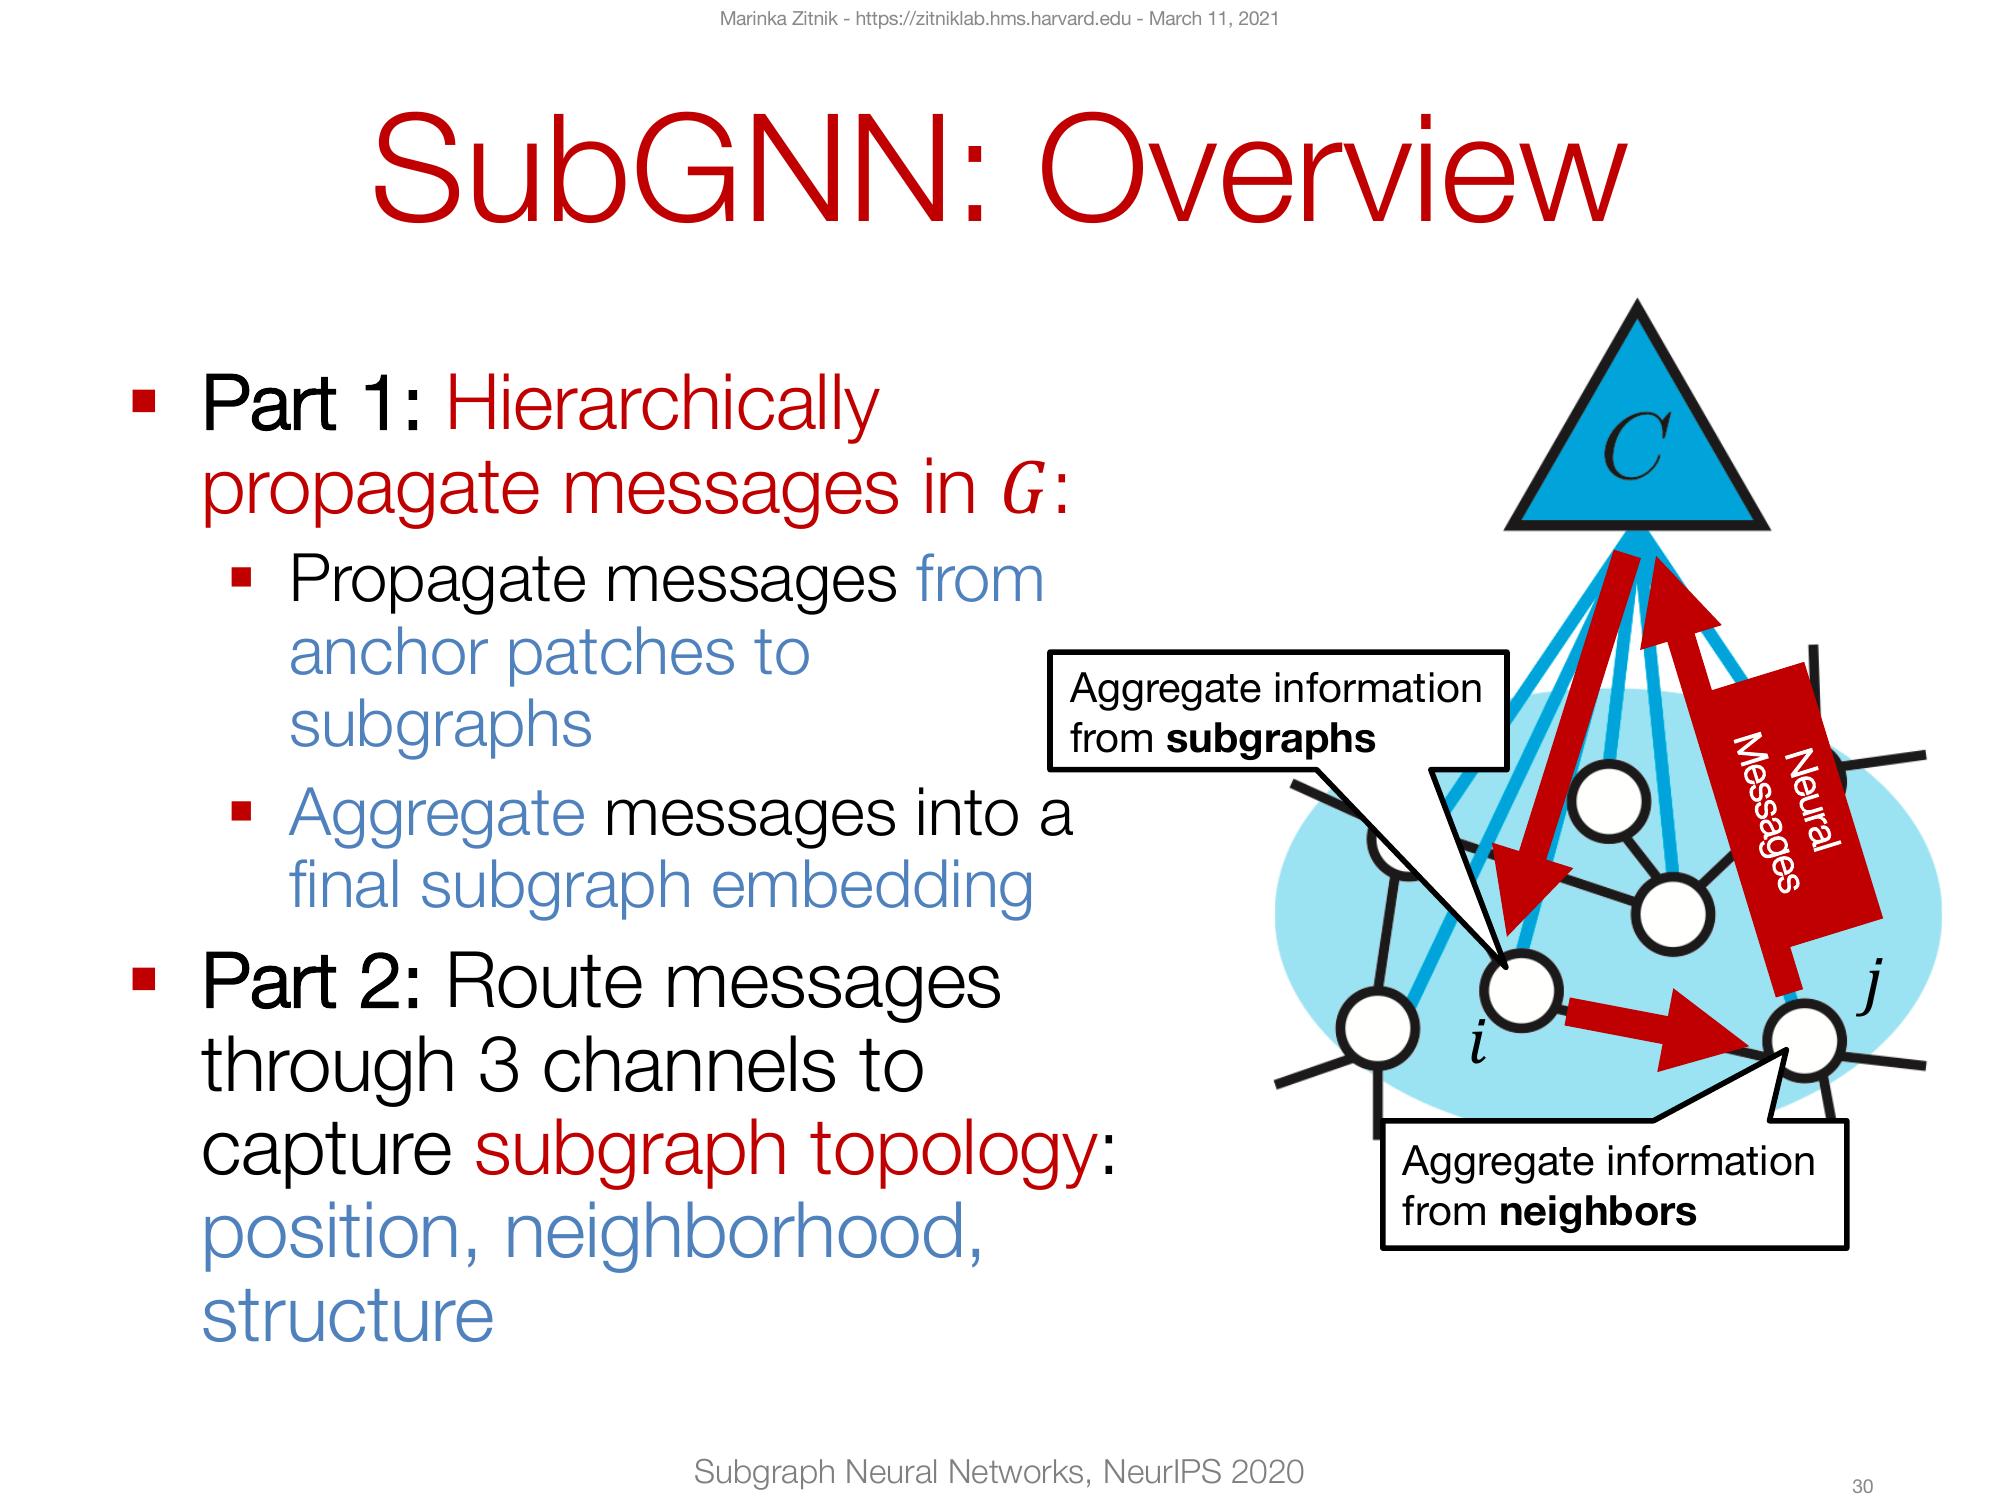 Marinka Zitnik - https://zitniklab.hms.harvard.edu - March 11, 2021
SubGNN: Overview
▪ Part 1: Hierarchically
propagate messages in G:
▪ Propagate messages from
anchor patches to
subgraphs
▪ Aggregate messages into a
final subgraph embedding
▪ Part 2: Route messages
through 3 channels to
capture subgraph topology:
position, neighborhood,
structure
C
Aggregate information
from subgraphs
Neural
Messages
j
i
Aggregate information
from neighbors
Subgraph Neural Networks, NeurIPS 2020
30